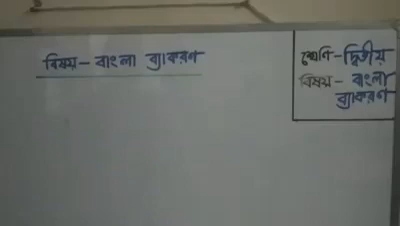 বিষয় - বাংলা ব্যাকরণ
শ্রেণি - দ্বিতীয়
বিষয় - বাংলা
ব্যাকরণ